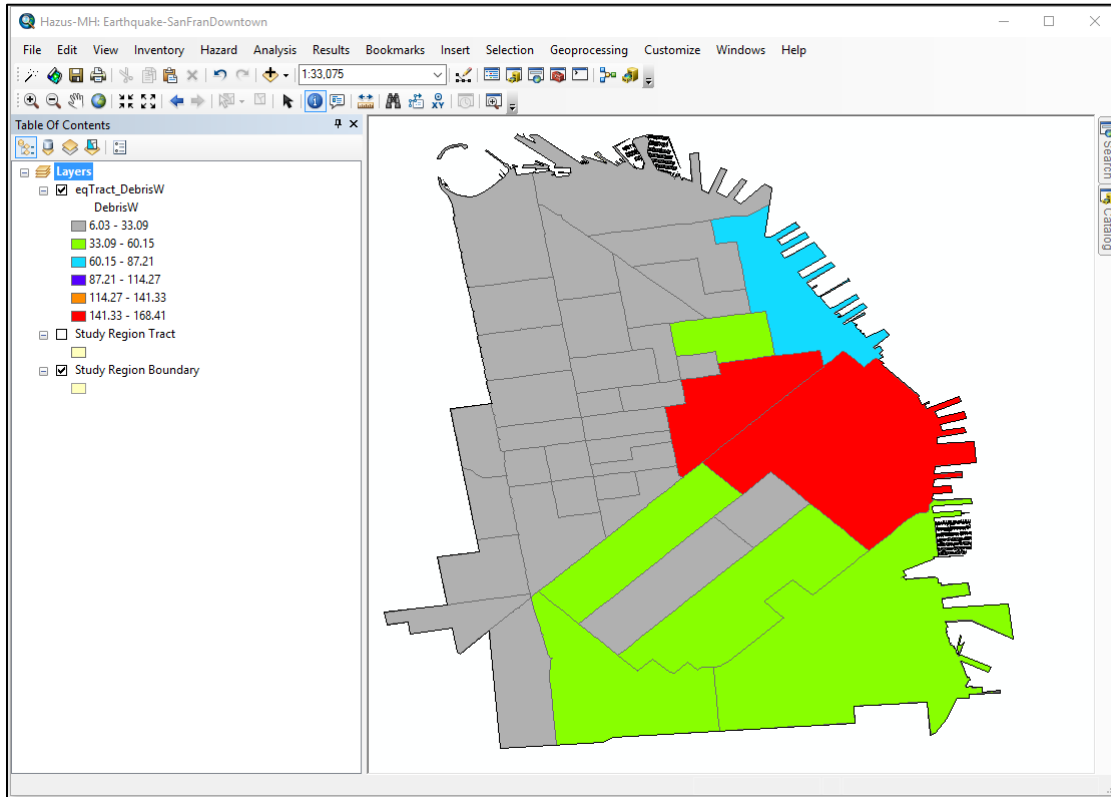 Hazus-MH: Earthquake-SanFranDowntown
File Edit View Inventory Hazard Analysis Results Bookmarks Insert Selection Geoprocessing Customize Windows Help
1:33,075
Table Of Contents
Layers
eqTract_DebrisW
DebrisW
6.03 - 33.09
33.09 - 60.15
60.15 - 87.21
87.21 - 114.27
114.27 - 141.33
141.33 - 168.41
Study Region Tract
Study Region Boundary
Search
Catalog